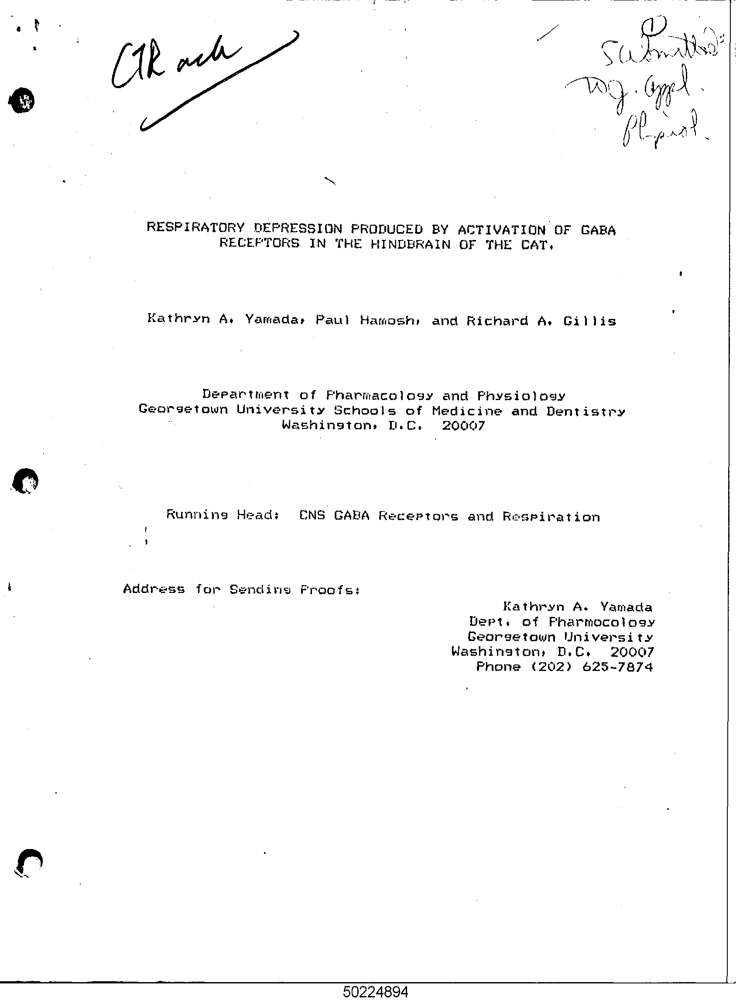 CTR ack
1
Submitted
to J. Appl.
Physiol.
RESPIRATORY DEPRESSION PRODUCED BY ACTIVATION OF GABA
RECEPTORS IN THE HINDBRAIN OF THE CAT.
Kathryn A. Yamada, Paul Hamosh, and Richard A. Gillis
Department of Pharmacology and Physiology
Georgetown University Schools of Medicine and Dentistry
Washington, D.C. 20007
Running Head: CNS GABA Receptors and Respiration
Address for Sending Proofs:
Kathryn A. Yamada
Dept. of Pharmocology
Georgetown University
Washington, D.C. 20007
Phone (202) 625-7874
50224894